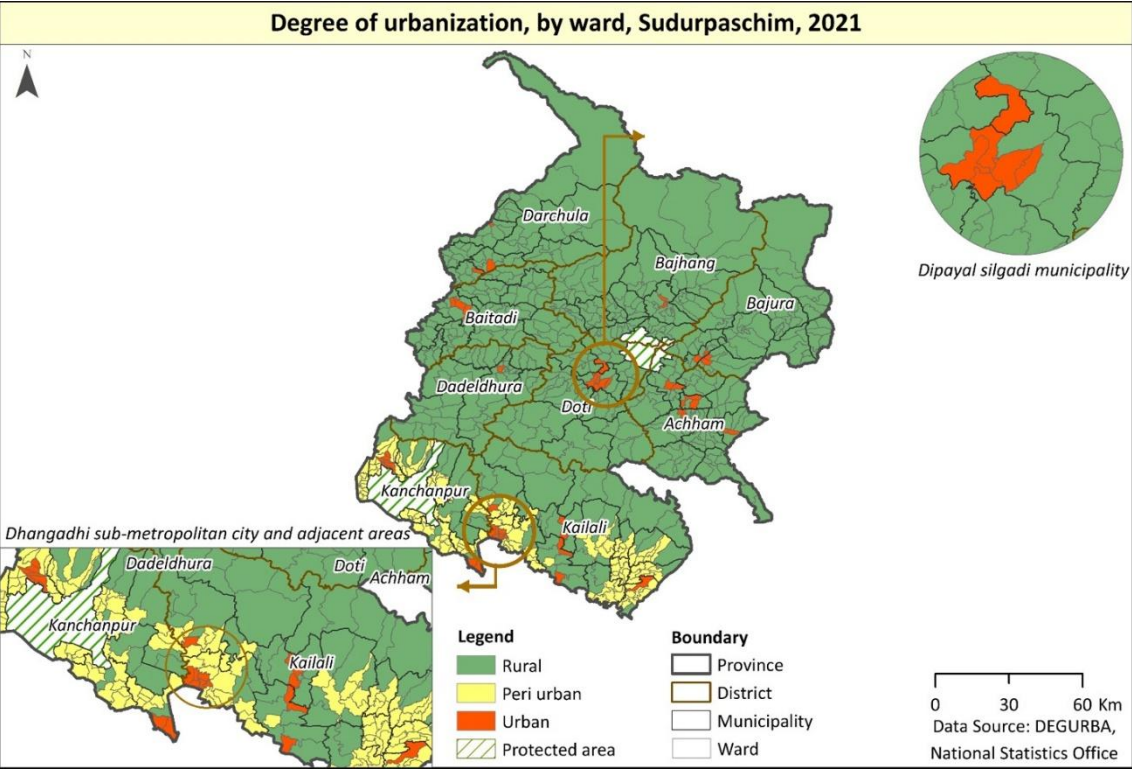 Degree of urbanization, by ward, Sudurpaschim, 2021
N
Darchula
Bajhang
Bajura
Baitadi
Dadeldhura
Doti
Achham
Kanchanpur
Kailali
Dipayal silgadi municipality
Dhangadhi sub-metropolitan city and adjacent areas
Dadeldhura
Doti
Achham
Kanchanpur
Kailali
Legend
Rural
Peri urban
Urban
Protected area
Boundary
Province
District
Municipality
Ward
0 30 60 Km
Data Source: DEGURBA,
National Statistics Office